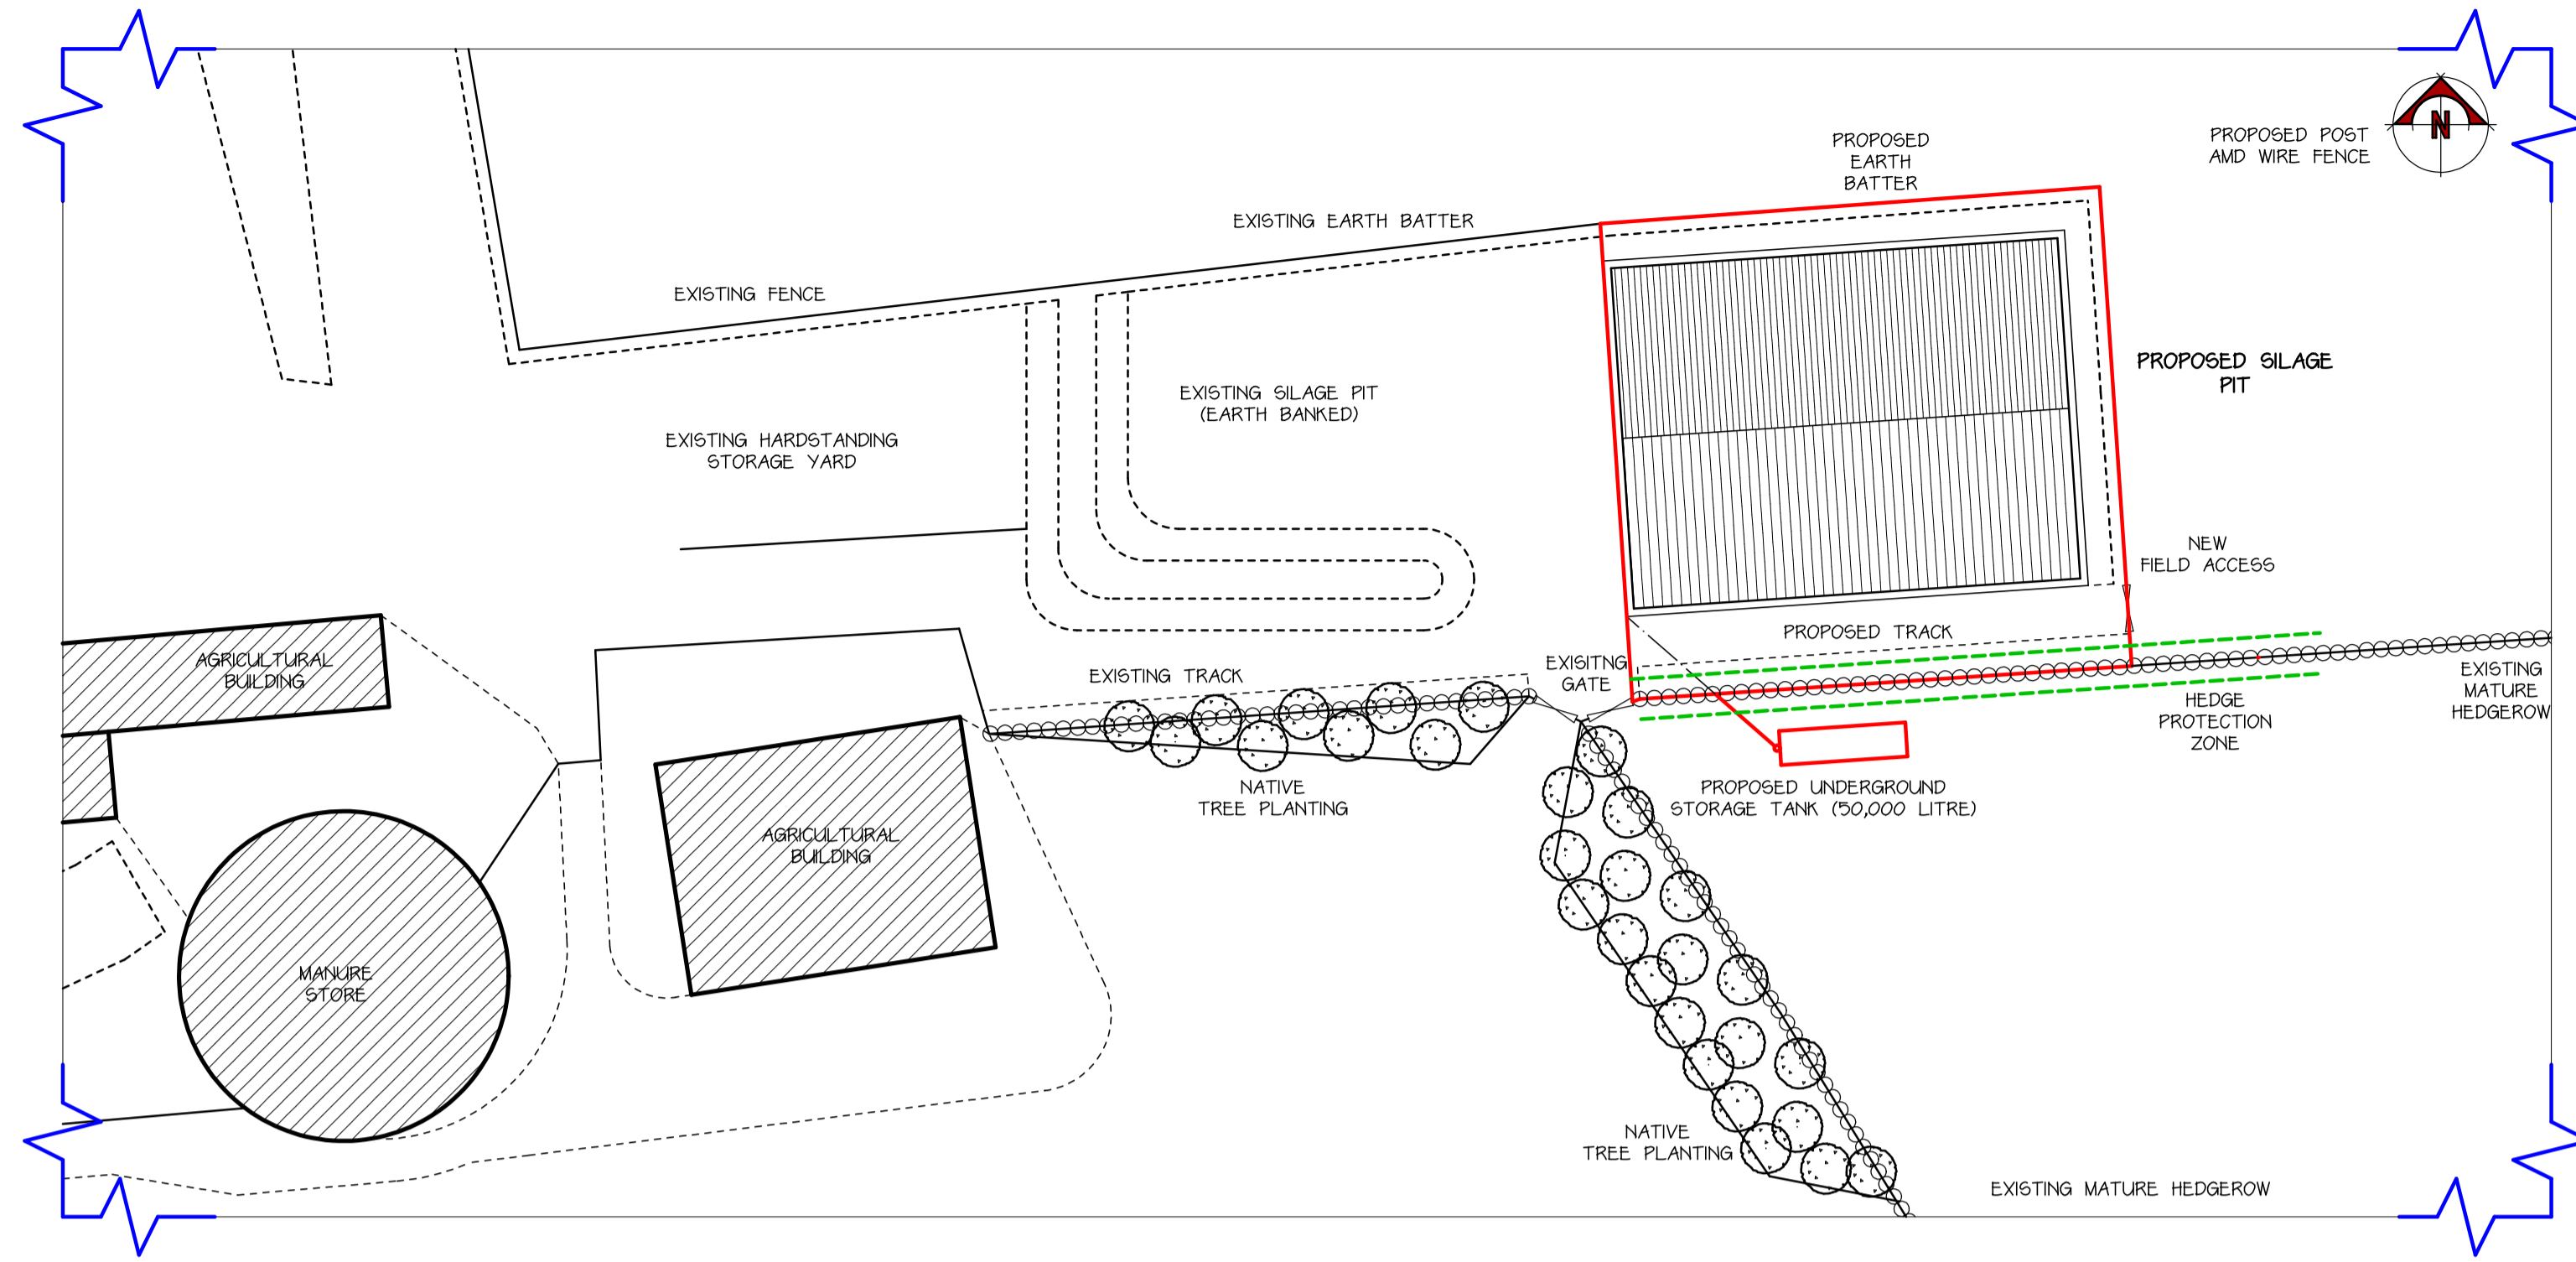 PROPOSED
EARTH
BATTER
PROPOSED POST
AMD WIRE FENCE
N
EXISTING EARTH BATTER
EXISTING FENCE
PROPOSED SILAGE
PIT
EXISTING SILAGE PIT
(EARTH BANKED)
EXISTING HARDSTANDING
STORAGE YARD
NEW
FIELD ACCESS
PROPOSED TRACK
AGRICULTURAL
BUILDING
EXISTING TRACK
EXISITNG
GATE
EXISTING
MATURE
HEDGEROW
HEDGE
PROTECTION
ZONE
NATIVE
TREE PLANTING
PROPOSED UNDERGROUND
STORAGE TANK (50,000 LITRE)
AGRICULTURAL
BUILDING
MANURE
STORE
NATIVE
TREE PLANTING
EXISTING MATURE HEDGEROW